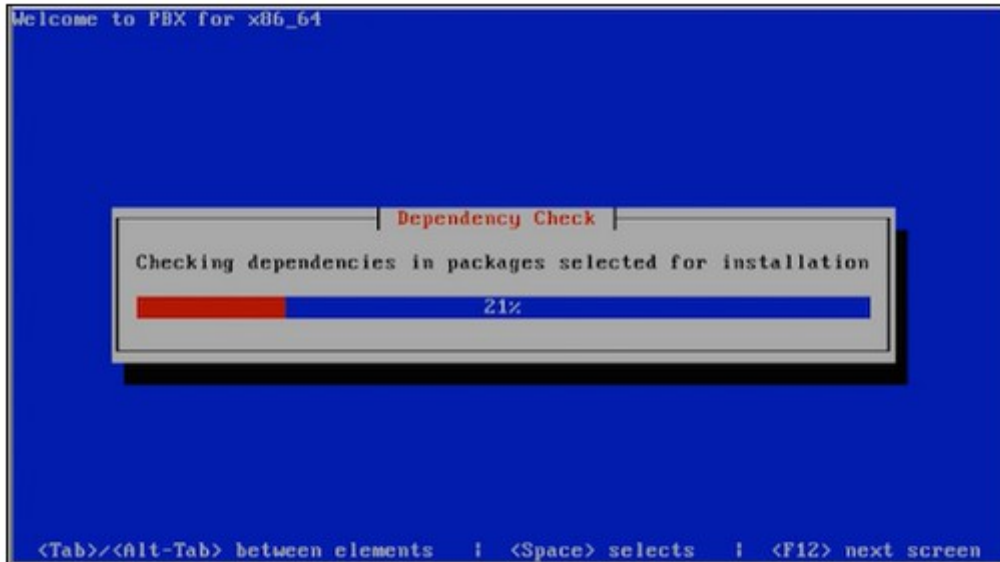 Welcome to PBX for x86_64
Dependency Check
Checking dependencies in packages selected for installation
21%
<Tab>/<Alt-Tab> between elements | <Space> selects | <F12> next screen